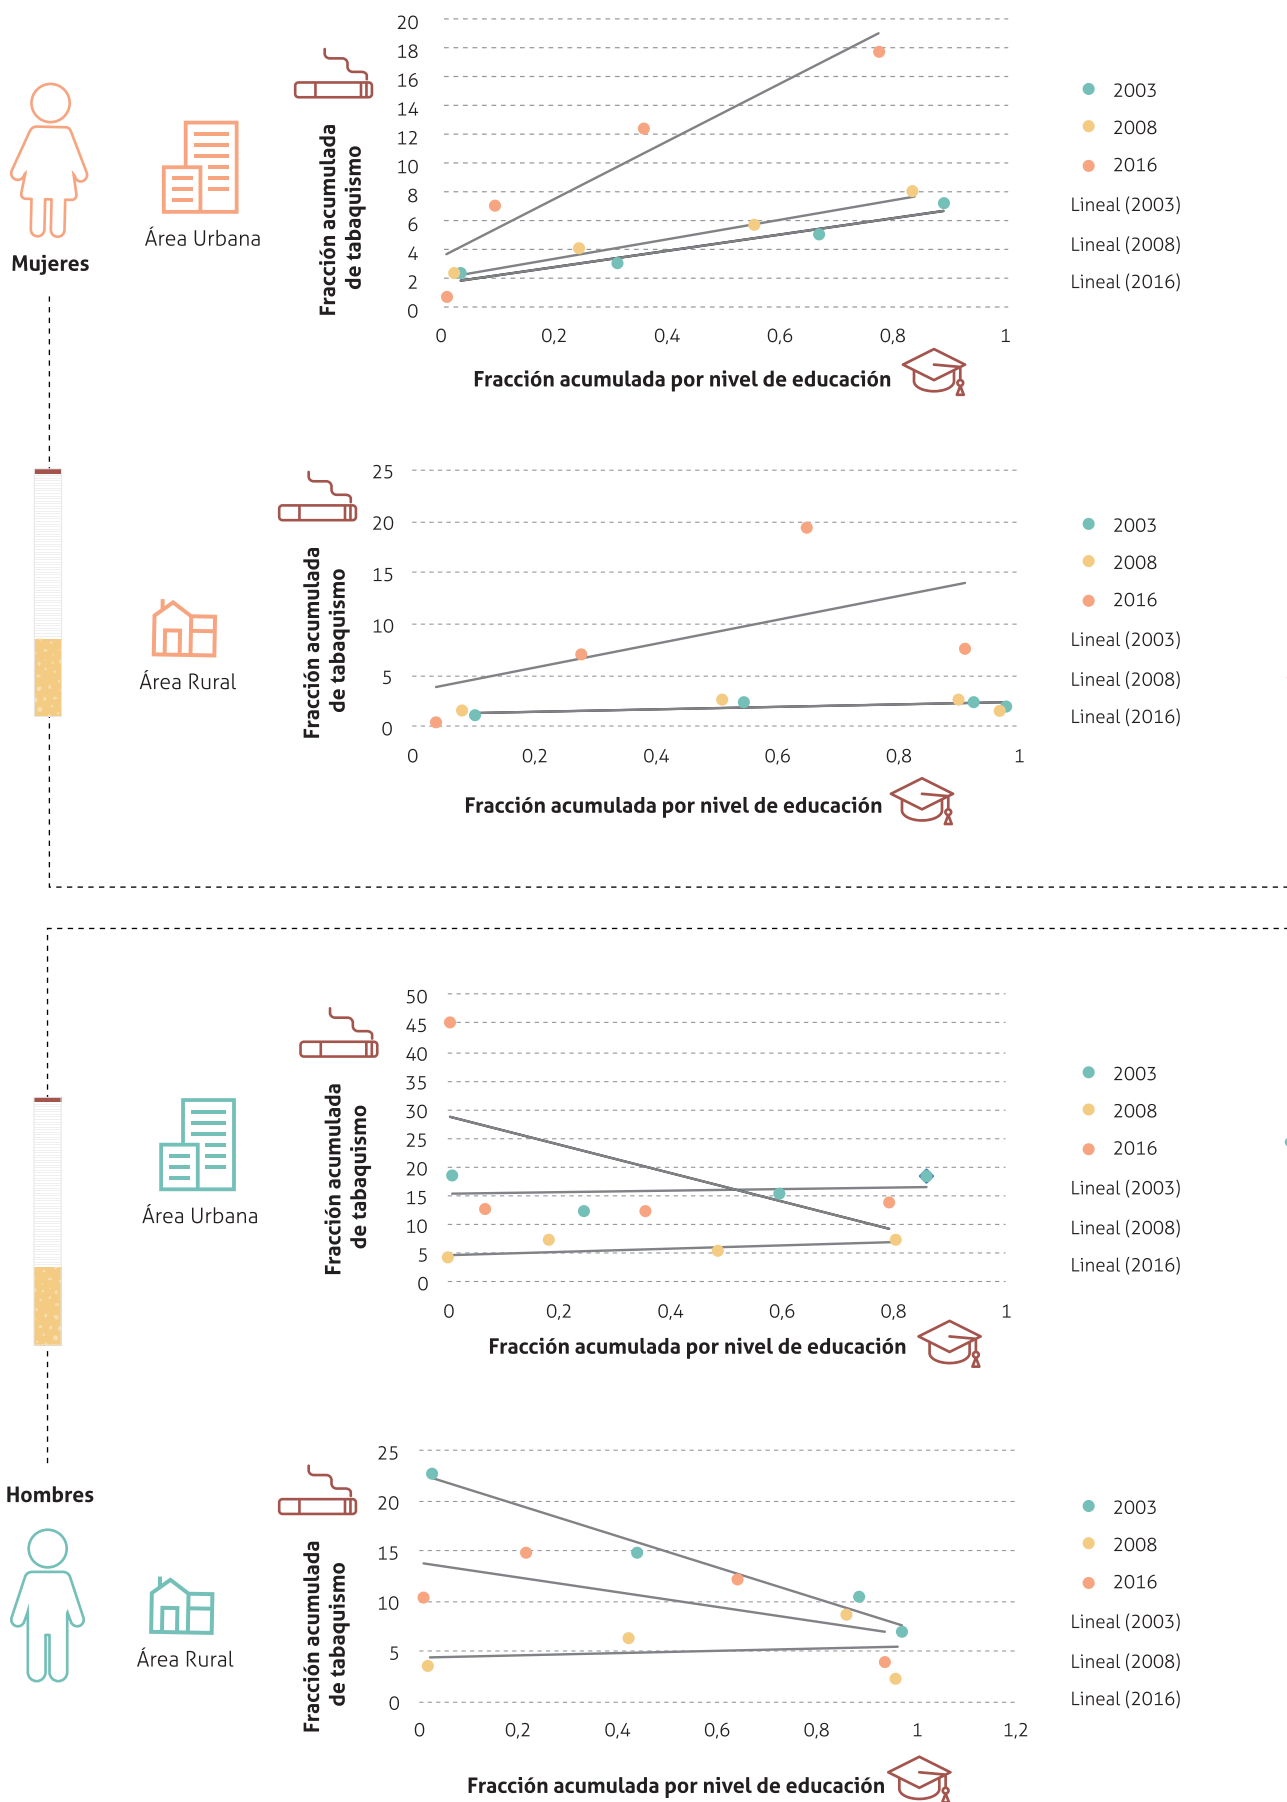 Mujeres
Área Urbana
Fracción acumulada
de tabaquismo
20
18
16
14
12
10
8
6
4
2
0
0
0,2
0,4
0,6
0,8
1
Fracción acumulada por nivel de educación
2003
2008
2016
Lineal (2003)
Lineal (2008)
Lineal (2016)
Área Rural
Fracción acumulada
de tabaquismo
25
20
15
10
5
0
0
0,2
0,4
0,6
0,8
1
Fracción acumulada por nivel de educación
2003
2008
2016
Lineal (2003)
Lineal (2008)
Lineal (2016)
Área Urbana
Fracción acumulada
de tabaquismo
50
45
40
35
30
25
20
15
10
5
0
0
0,2
0,4
0,6
0,8
1
Fracción acumulada por nivel de educación
2003
2008
2016
Lineal (2003)
Lineal (2008)
Lineal (2016)
Hombres
Área Rural
Fracción acumulada
de tabaquismo
25
20
15
10
5
0
0
0,2
0,4
0,6
0,8
1
1,2
Fracción acumulada por nivel de educación
2003
2008
2016
Lineal (2003)
Lineal (2008)
Lineal (2016)